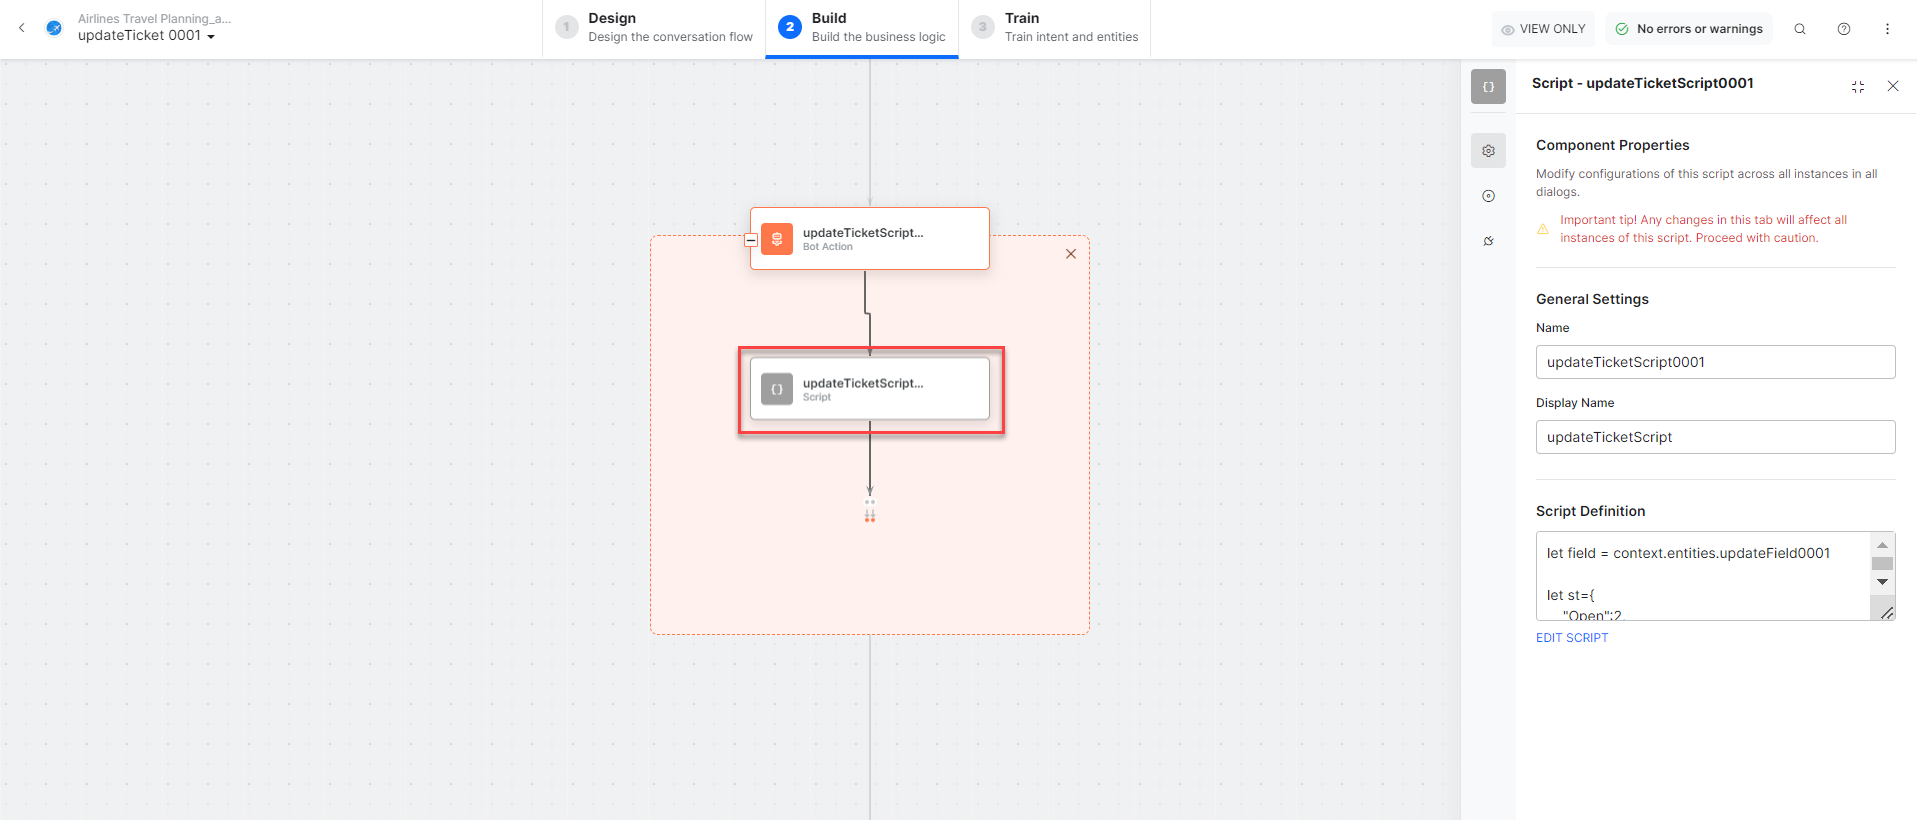 Airlines Travel Planning_a...
updateTicket 0001
1
Design
Design the conversation flow
2
Build
Build the business logic
3
Train
Train intent and entities
VIEW ONLY
No errors or warnings
updateTicketScript...
Bot Action
{}
updateTicketScript...
Script
{}
Script - updateTicketScript0001
Component Properties
Modify configurations of this script across all instances in all
dialogs.
Important tip! Any changes in this tab will affect all
instances of this script. Proceed with caution.
General Settings
Name
updateTicketScript0001
Display Name
updateTicketScript
Script Definition
let field = context.entities.updateField0001
let st={
"Open":2,
EDIT SCRIPT